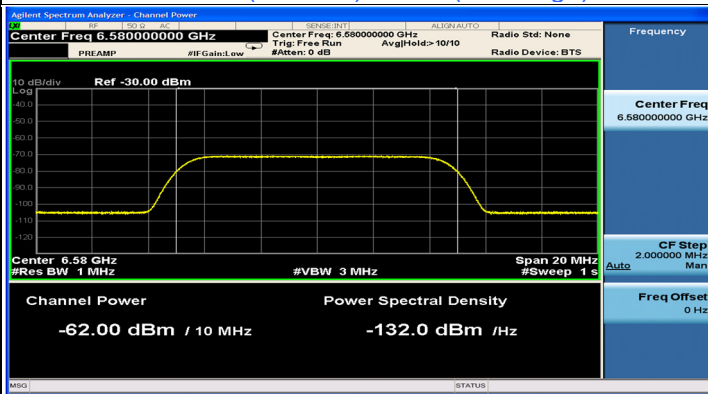 Agilent Spectrum Analyzer - Channel Power
LXI RF 50 Ω AC SENSE:INT ALIGN AUTO
Center Freq 6.580000000 GHz Center Freq: 6.580000000 GHz Radio Std: None
Trig: Free Run Avg|Hold:>10/10
PREAMP #IFGain:Low #Atten: 0 dB Radio Device: BTS
10 dB/div Ref -30.00 dBm
Log
-40.0
-50.0
-60.0
-70.0
-80.0
-90.0
-100
-110
-120
Center 6.58 GHz Span 20 MHz
#Res BW 1 MHz #VBW 3 MHz #Sweep 1 s
Channel Power Power Spectral Density
-62.00 dBm / 10 MHz -132.0 dBm /Hz
MSG STATUS
Frequency
Center Freq
6.580000000 GHz
CF Step
2.000000 MHz
Auto Man
Freq Offset
0 Hz